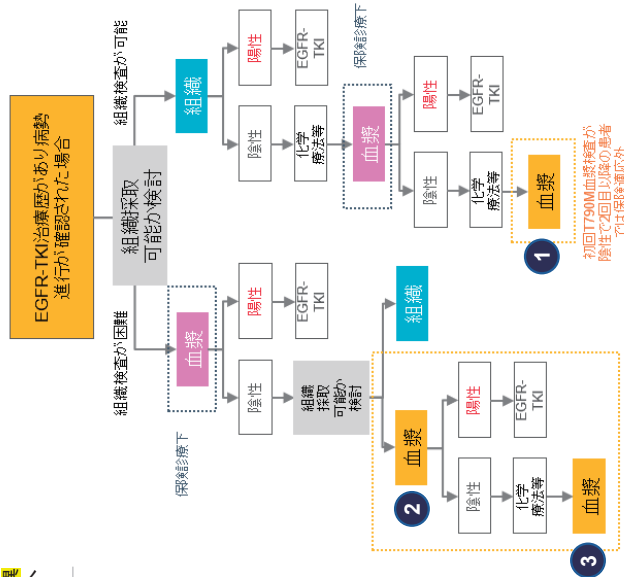 EGFR-TKI治療歴があり病勢
進行が確認された場合
組織採取
可能か検討
組織検査が困難
組織検査が可能
保険診療下
血漿
陰性
陽性
EGFR-
TKI
組織
採取
可能か
検討
組織
2
血漿
陰性
陽性
化学
療法等
EGFR-
TKI
3
血漿
組織
陰性
陽性
化学
療法等
EGFR-
TKI
保険診療下
血漿
陰性
陽性
化学
療法等
EGFR-
TKI
1
血漿
初回T790M血漿検査が
陰性で2回目以降の患者
では保険適応外